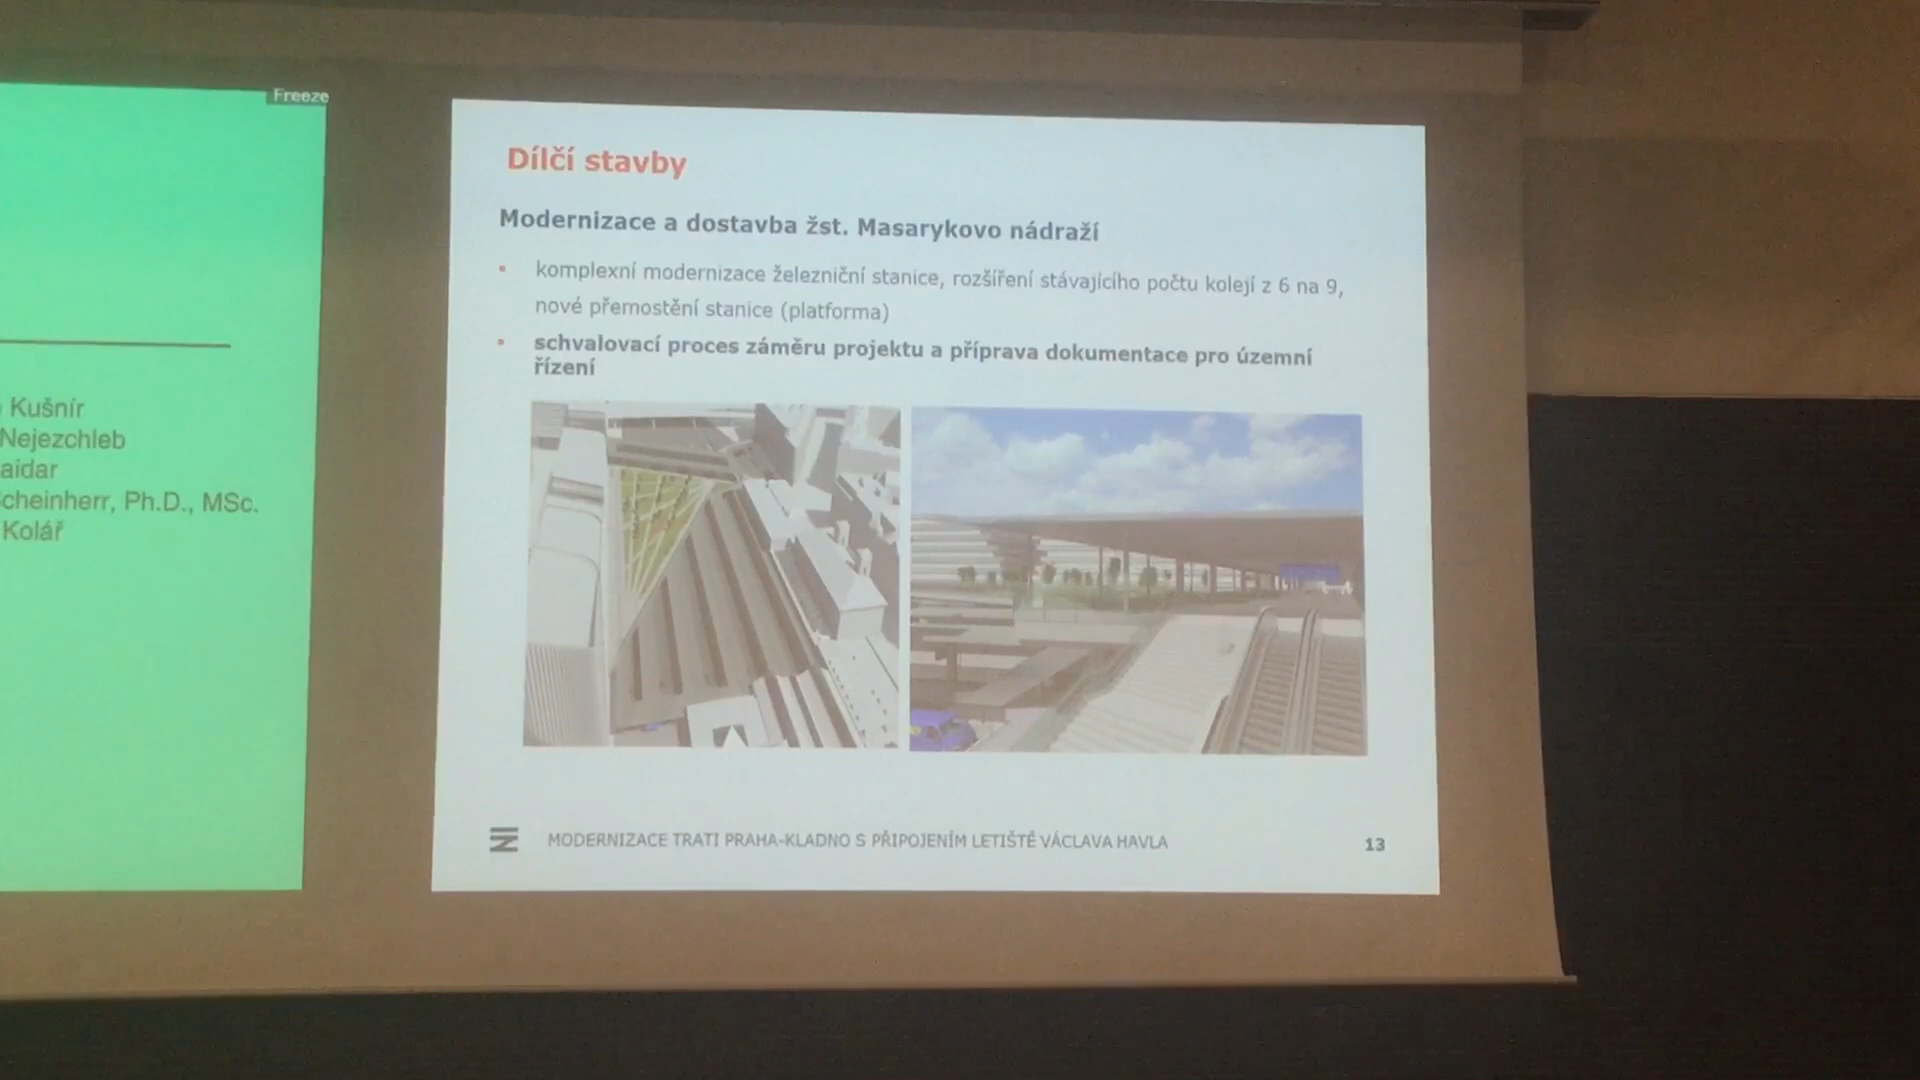 Freeze
Kušnír
Nejezchleb
aidar
cheinherr, Ph.D., MSc.
Kolář
Dílčí stavby
Modernizace a dostavba žst. Masarykovo nádraží
komplexní modernizace železniční stanice, rozšíření stávajícího počtu kolejí z 6 na 9,
nové přemostění stanice (platforma)
schvalovací proces záměru projektu a příprava dokumentace pro územní
řízení
MODERNIZACE TRATI PRAHA-KLADNO S PŘIPOJENÍM LETIŠTĚ VÁCLAVA HAVLA
13